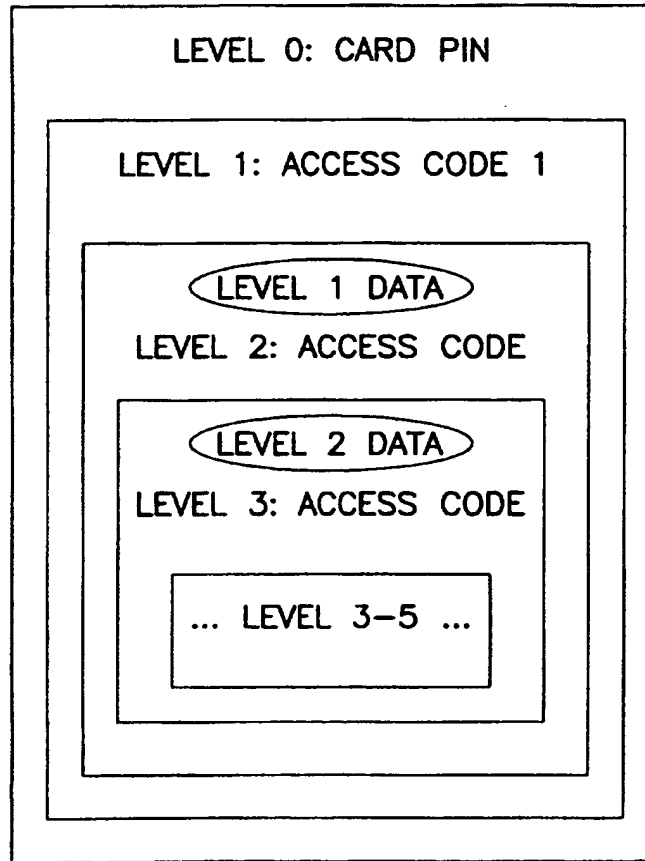 LEVEL 0: CARD PIN
LEVEL 1: ACCESS CODE 1
LEVEL 1 DATA
LEVEL 2: ACCESS CODE
LEVEL 2 DATA
LEVEL 3: ACCESS CODE
... LEVEL 3–5 ...